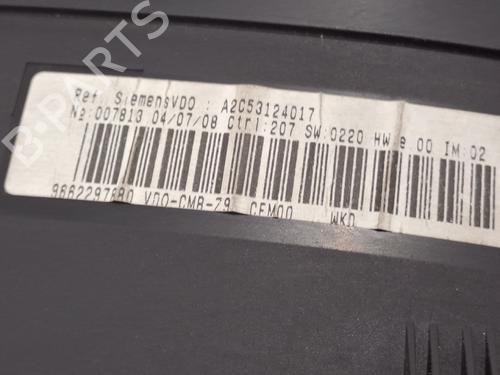 Ref SiemensVDO : A2C53124017
№:007813 04/07/08 Ctrl:207 SW:0220 HW:e.00 IM:02
VDO-CMB-Z9 CFM00 WKD
B-PARTS